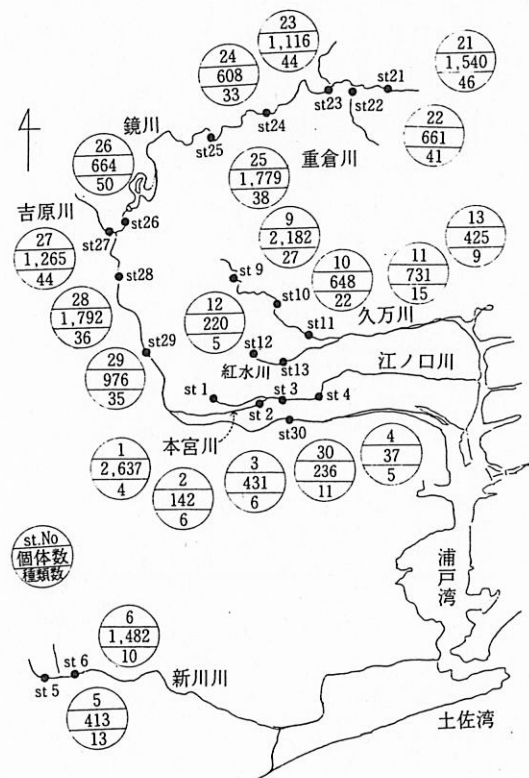 23
1,116
44
24
608
33
21
1,540
46
st21
st23
st22
st24
st25
鏡川
重倉川
22
661
41
26
664
50
25
1,779
38
吉原川
st26
st27
9
2,182
27
13
425
9
27
1,265
44
st28
st 9
10
648
22
11
731
15
28
1,792
36
st10
st11
久万川
12
220
5
st12
紅水川
st13
st29
29
976
35
江ノ口川
st 1
st 2
st 3
st 4
st30
本宮川
1
2,637
4
2
142
6
3
431
6
30
236
11
4
37
5
st.No
個体数
種類数
浦戸湾
6
1,482
10
st 5
st 6
新川川
5
413
13
土佐湾